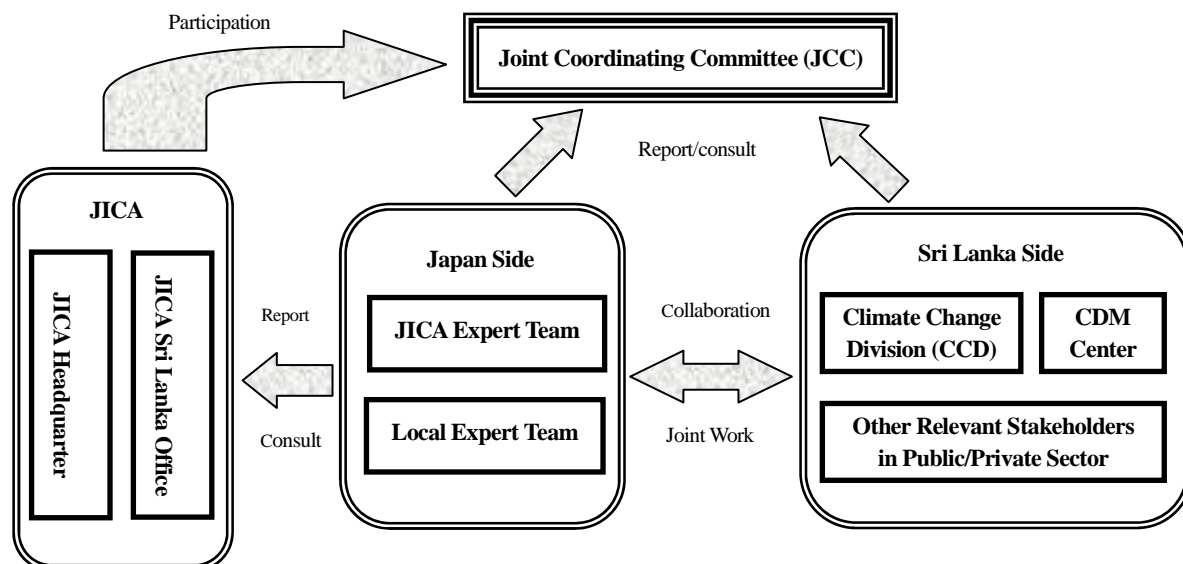 Participation
Joint Coordinating Committee (JCC)
Report/consult
JICA
JICA Headquarter
JICA Sri Lanka Office
Report
Consult
Japan Side
JICA Expert Team
Local Expert Team
Collaboration
Joint Work
Sri Lanka Side
Climate Change
Division (CCD)
CDM
Center
Other Relevant Stakeholders
in Public/Private Sector